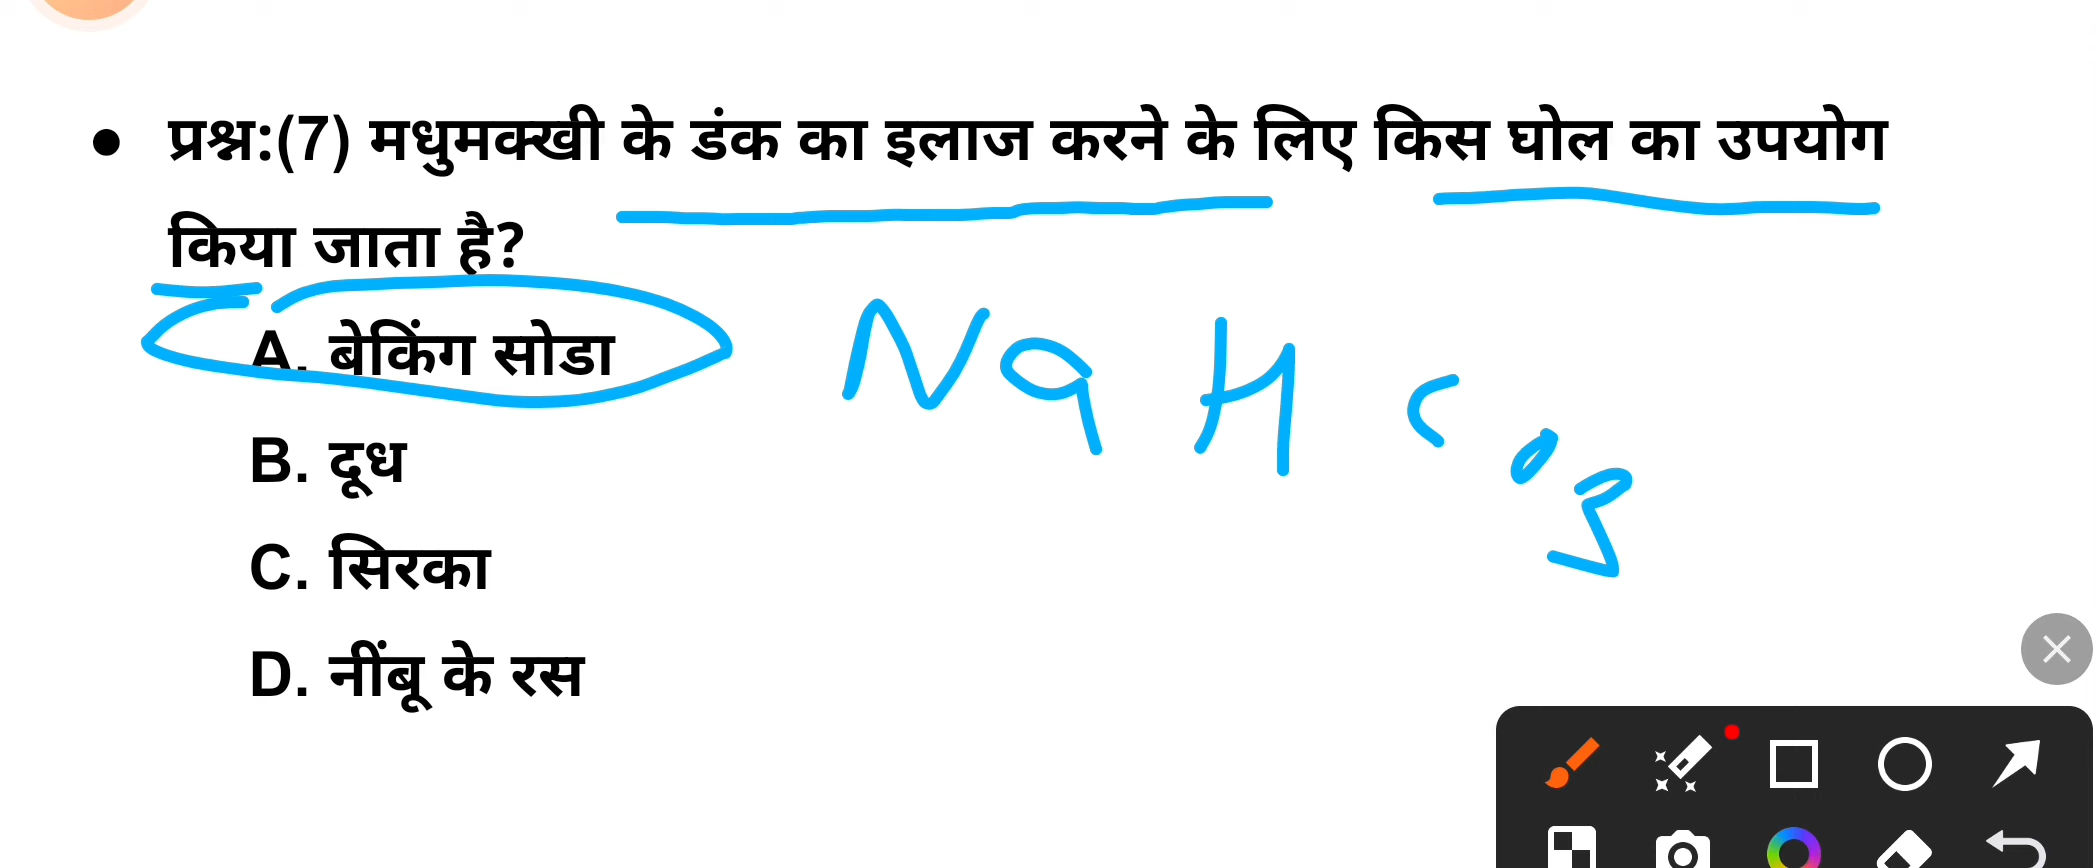 • प्रश्न:(7) मधुमक्खी के डंक का इलाज करने के लिए किस घोल का उपयोग
किया जाता है?
A. बेकिंग सोडा
NaHCO3
B. दूध
C. सिरका
D. नींबू के रस